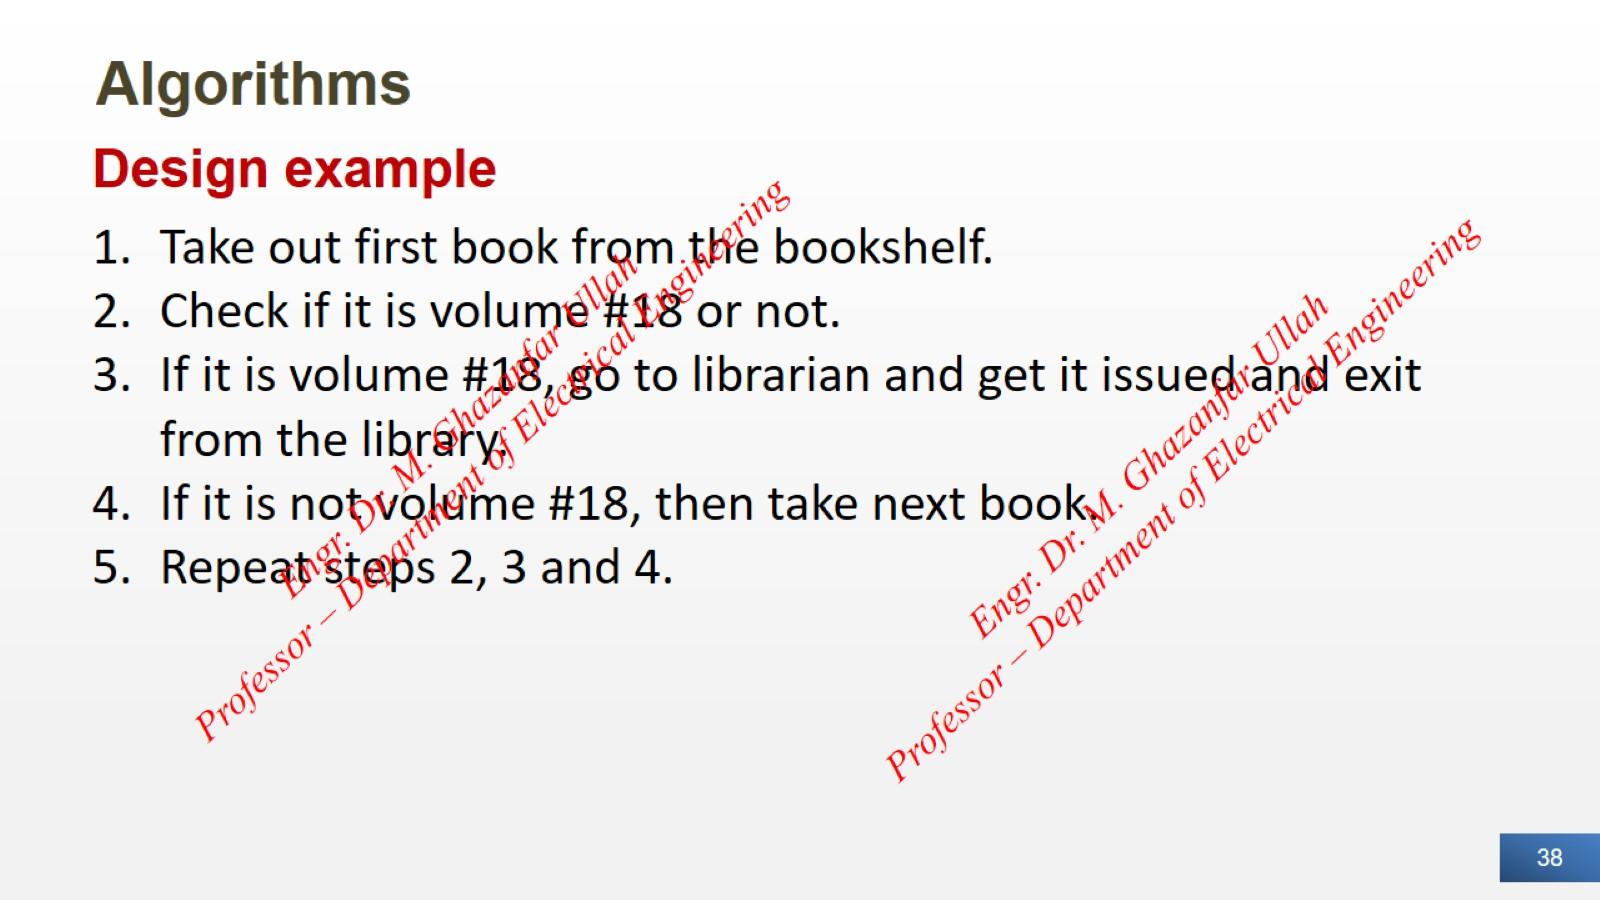 Algorithms
Design example
1. Take out first book from the bookshelf.
2. Check if it is volume #18 or not.
3. If it is volume #18, go to librarian and get it issued and exit
from the library.
4. If it is not volume #18, then take next book.
5. Repeat steps 2, 3 and 4.
Engr. Dr. M. Ghazanfar Ullah
Professor – Department of Electrical Engineering
Engr. Dr. M. Ghazanfar Ullah
Professor – Department of Electrical Engineering
38